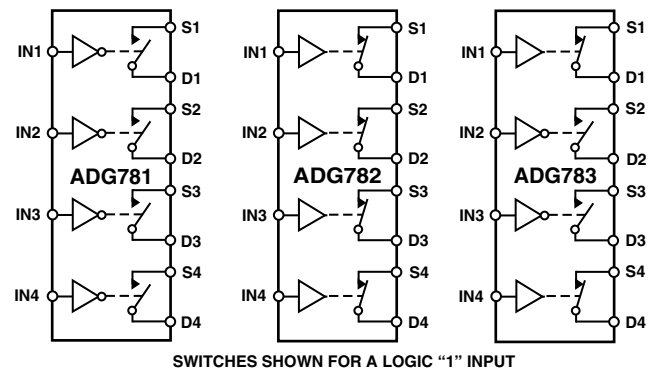 S1
IN1
D1
S2
IN2
D2
ADG781
S3
IN3
D3
S4
IN4
D4
S1
IN1
D1
S2
IN2
D2
ADG782
S3
IN3
D3
S4
IN4
D4
S1
IN1
D1
S2
IN2
D2
ADG783
S3
IN3
D3
S4
IN4
D4
SWITCHES SHOWN FOR A LOGIC “1” INPUT